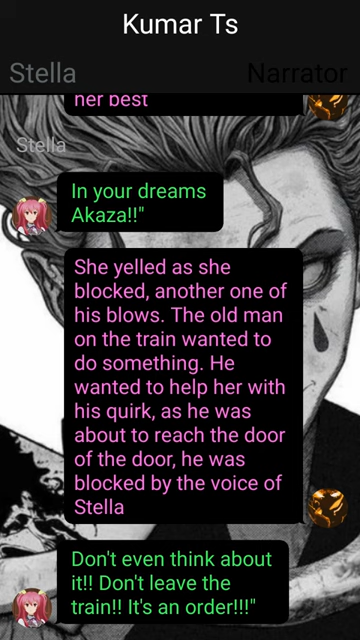 Kumar Ts
Stella
Narrator
her best
Stella
In your dreams
Akaza!!"
She yelled as she
blocked, another one of
his blows. The old man
on the train wanted to
do something. He
wanted to help her with
his quirk, as he was
about to reach the door
of the door, he was
blocked by the voice of
Stella
Don't even think about
it!! Don't leave the
train!! It's an order!!!"